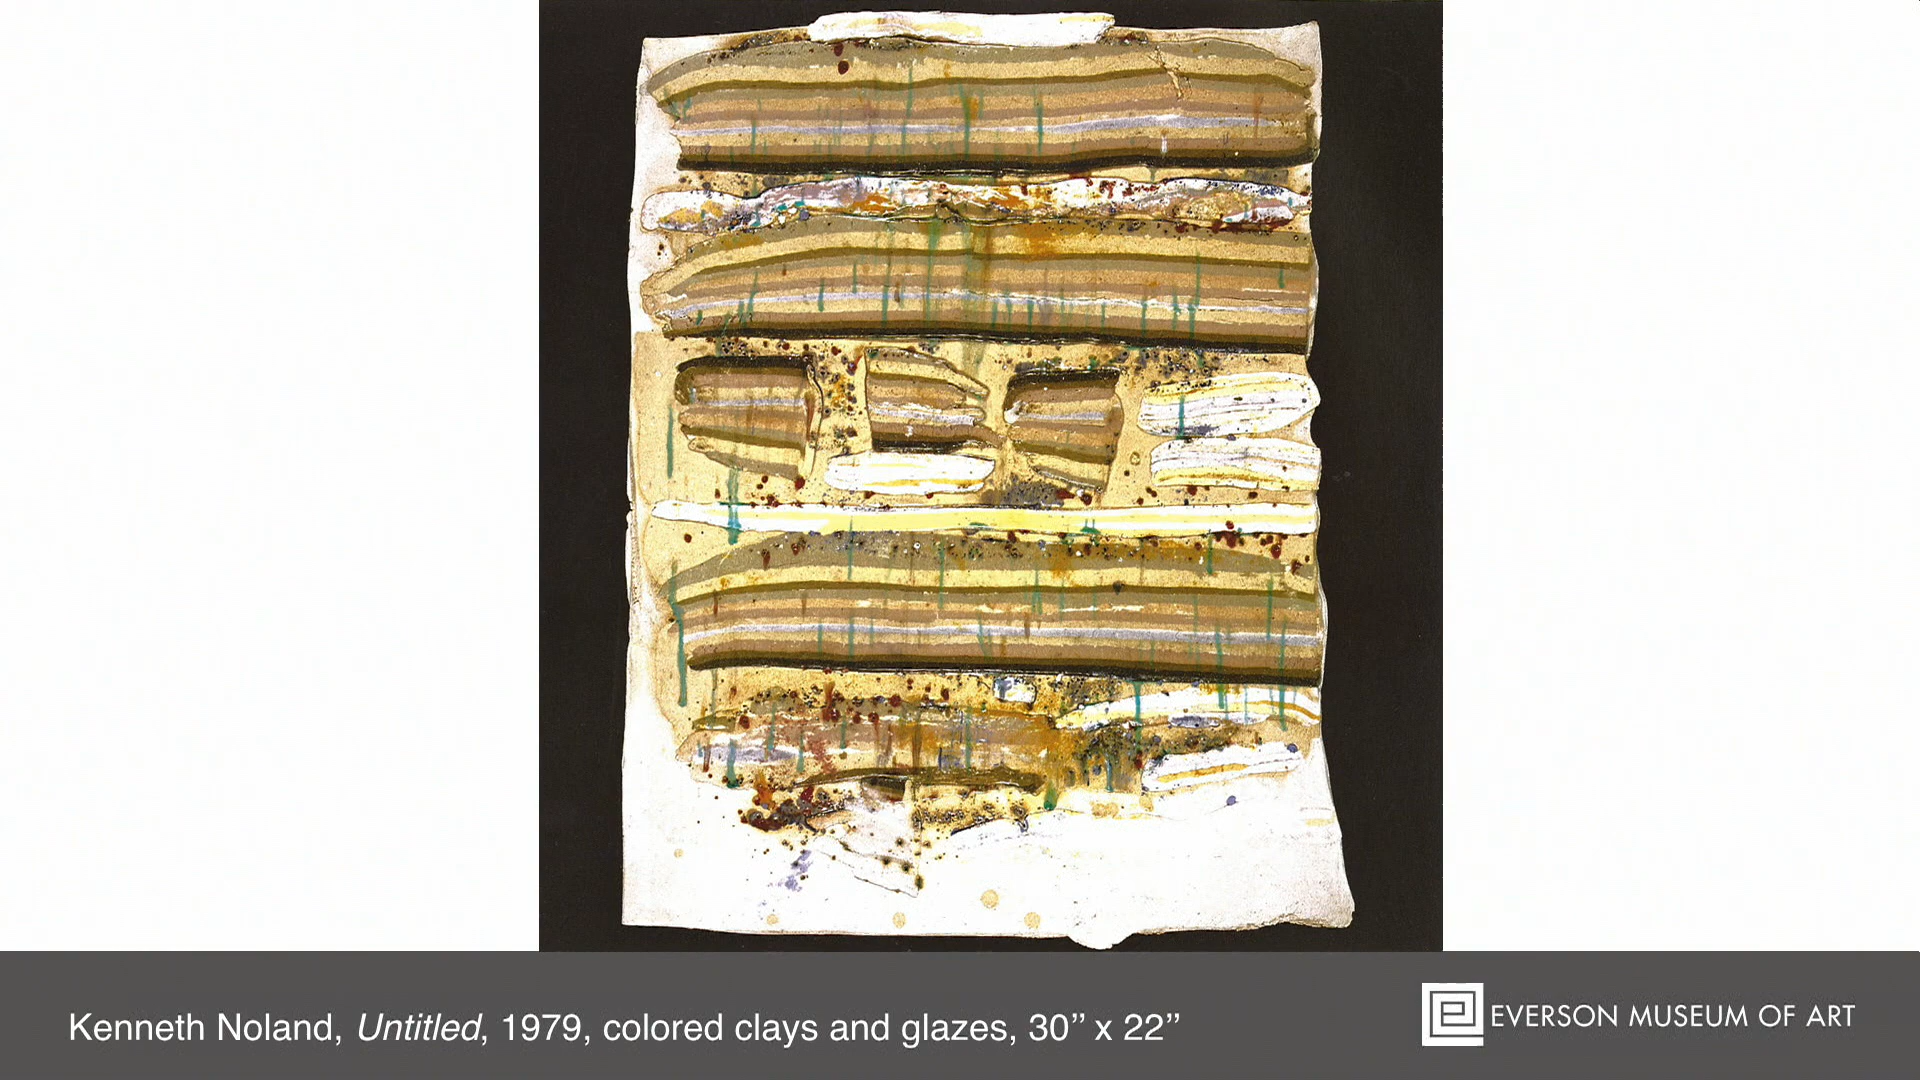 Kenneth Noland, Untitled, 1979, colored clays and glazes, 30” x 22”
EVERSON MUSEUM OF ART